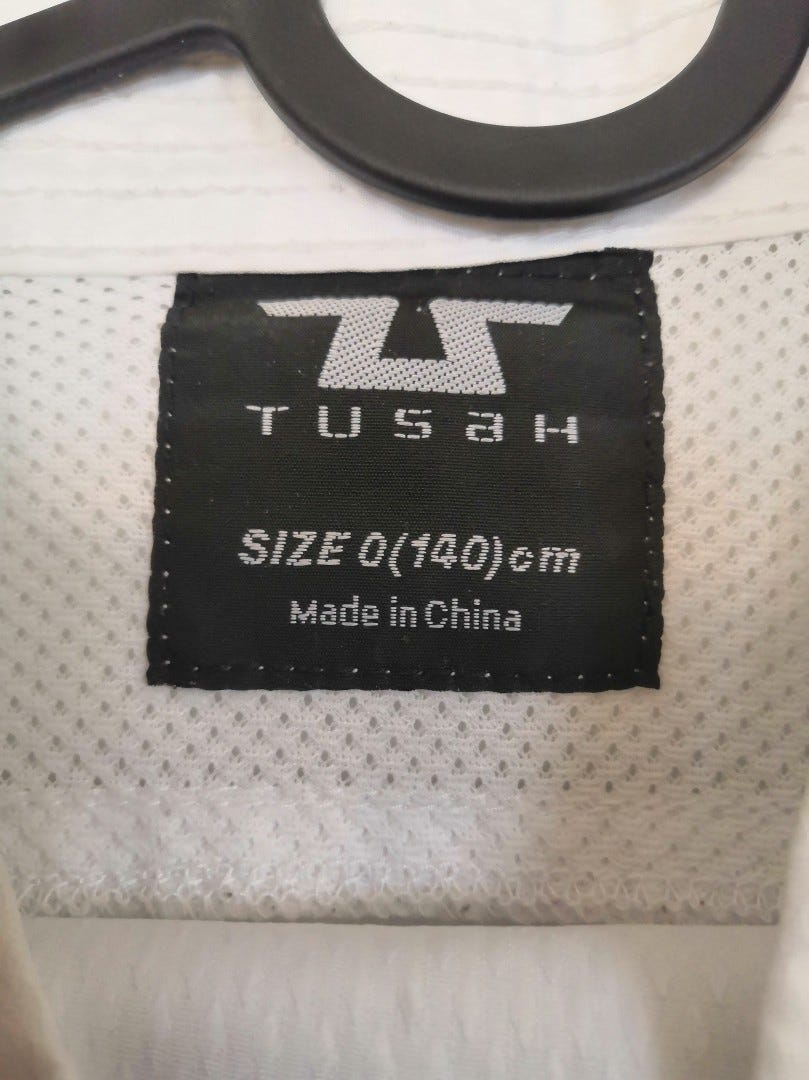 TUSaH
SIZE 0(140)cm
Made in China